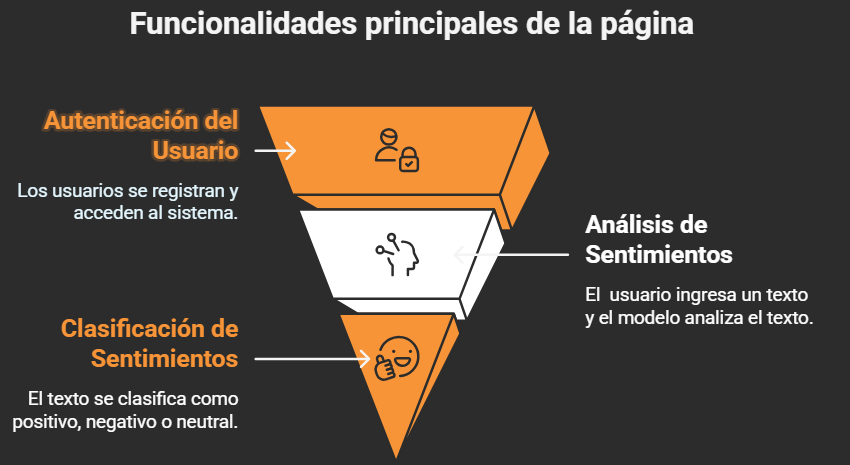 Funcionalidades principales de la página
Autenticación del
Usuario
Los usuarios se registran y
acceden al sistema.
Análisis de
Sentimientos
El  usuario ingresa un texto
y el modelo analiza el texto.
Clasificación de
Sentimientos
El texto se clasifica como
positivo, negativo o neutral.